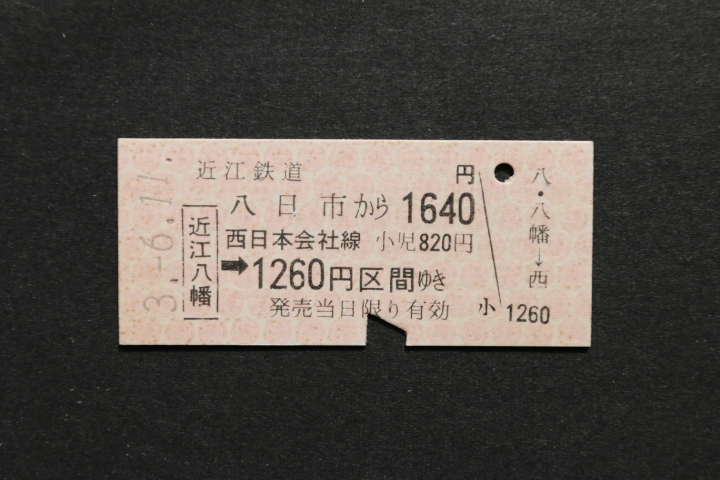 3.-6.11.
近江鉄道
近江八幡
八日市から1640円
西日本会社線 小児820円
➡1260円区間ゆき
発売当日限り有効
八・八幡→西
小 1260